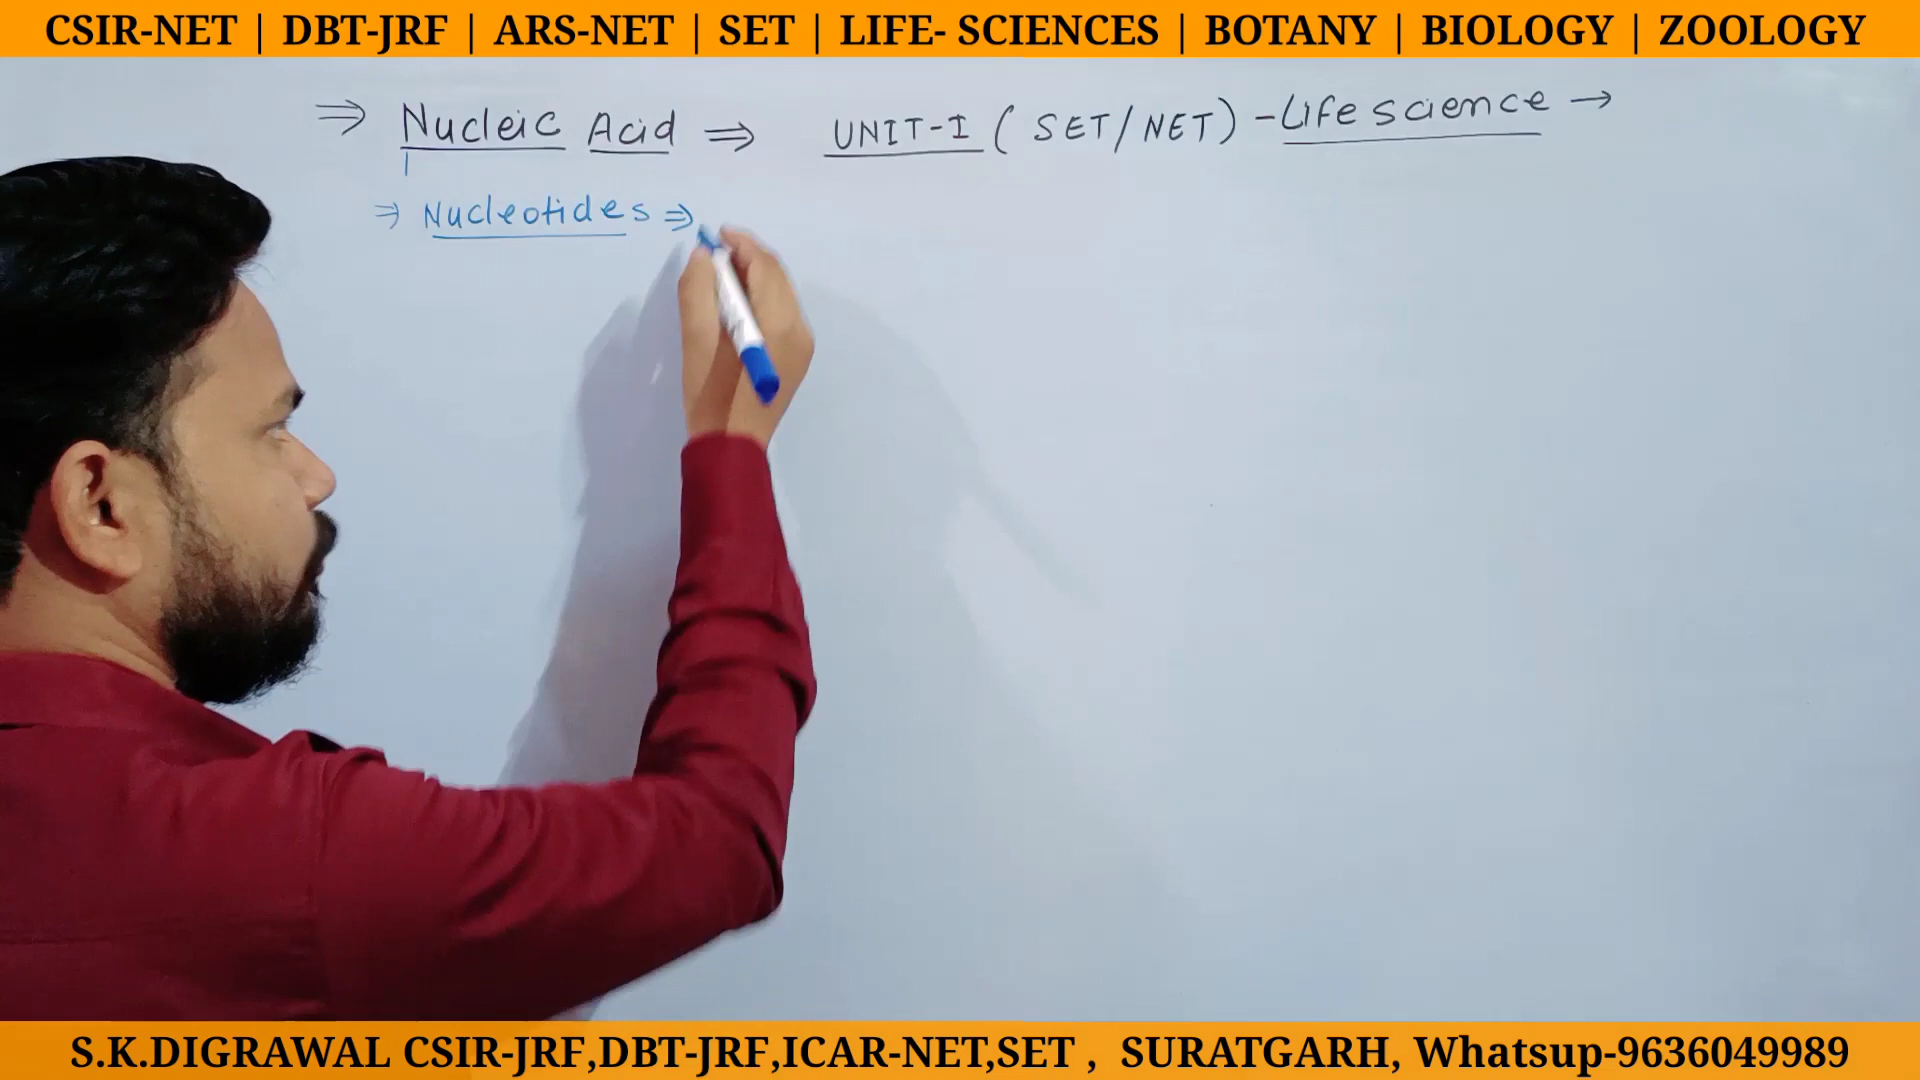 CSIR-NET | DBT-JRF | ARS-NET | SET | LIFE- SCIENCES | BOTANY | BIOLOGY | ZOOLOGY
⇒ Nucleic Acid ⇒ UNIT-I ( SET/NET) - Life science →
⇒ Nucleotides ⇒
S.K.DIGRAWAL CSIR-JRF,DBT-JRF,ICAR-NET,SET , SURATGARH, Whatsup-9636049989